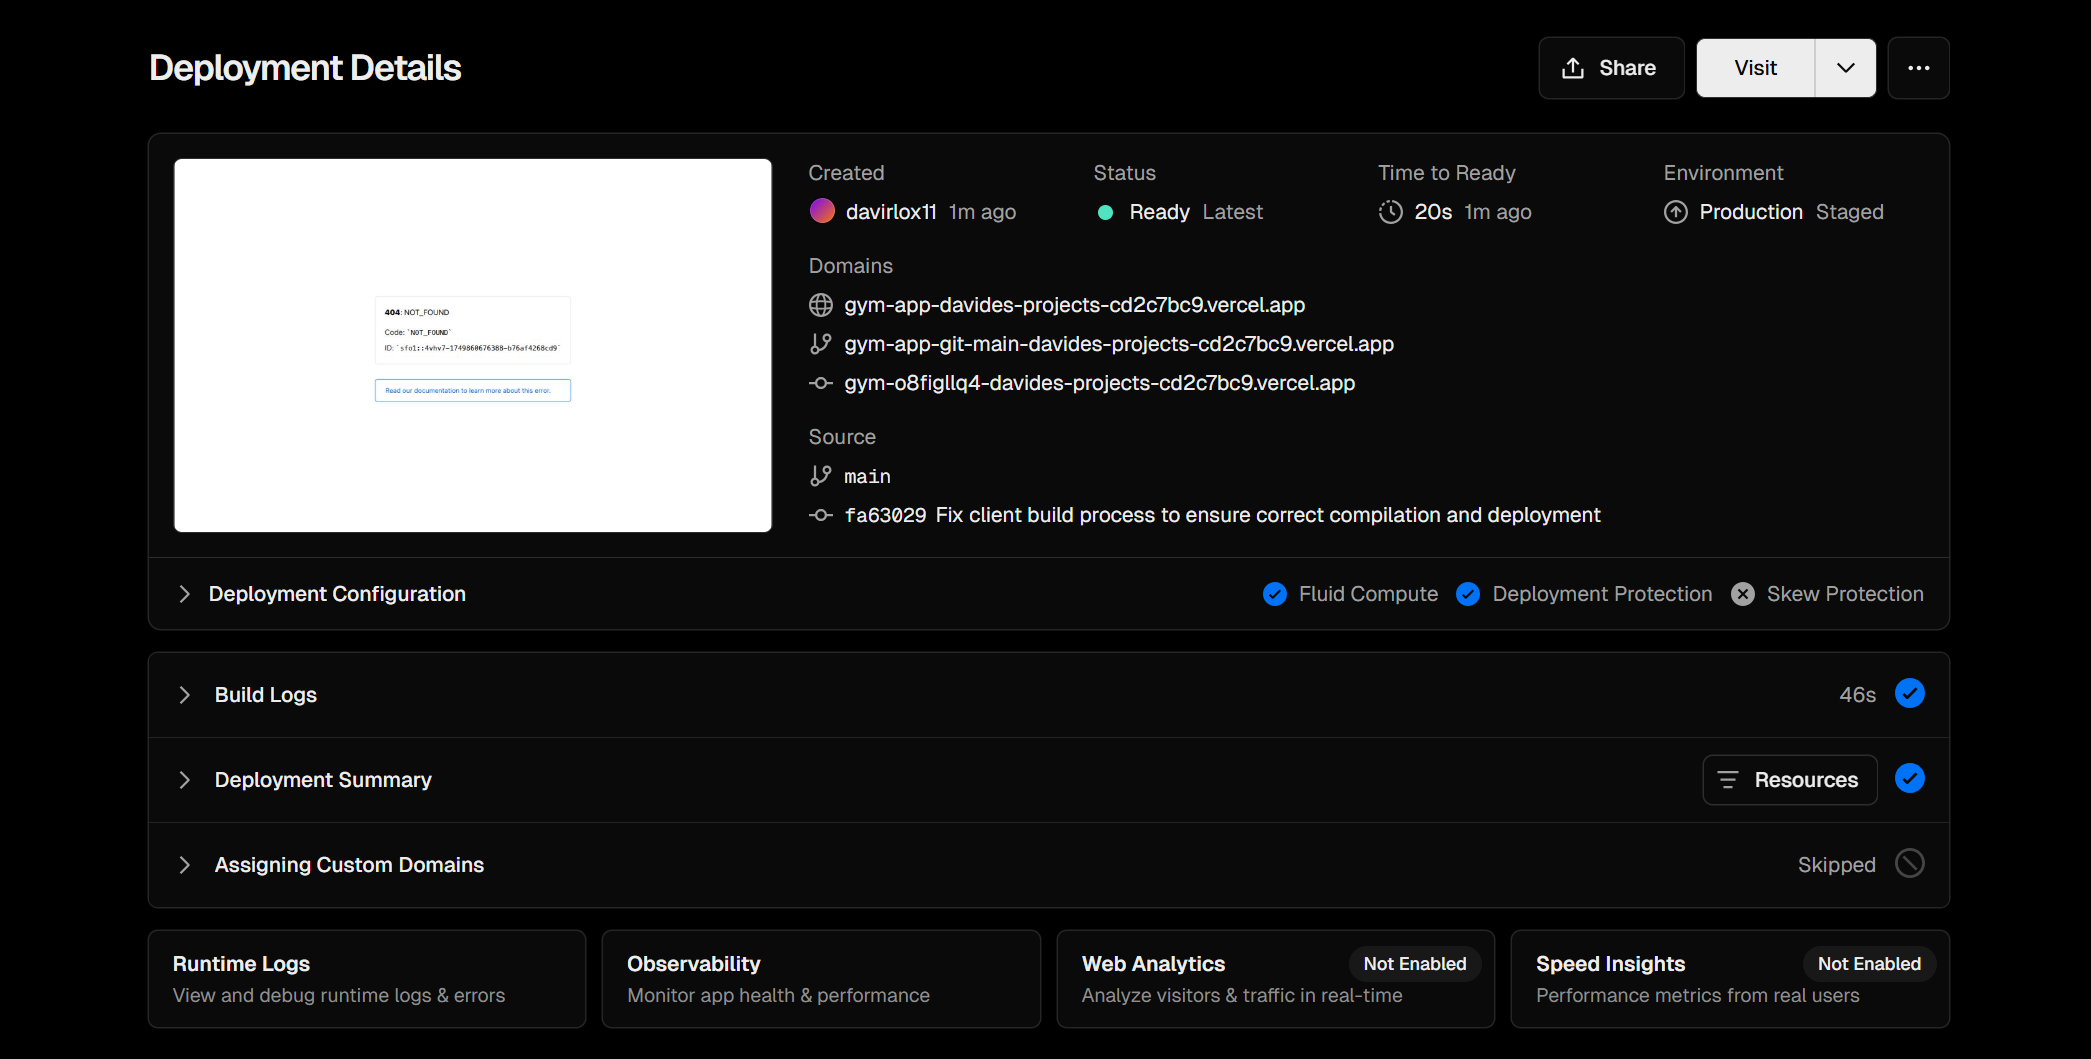 Deployment Details
Share
Visit
404: NOT_FOUND
Code: `NOT_FOUND`
ID: `sfo1::4vhv7-1749860676388-b76af4268cd9`
Read our documentation to learn more about this error.
Created
davirlox11 1m ago
Status
Ready Latest
Time to Ready
20s 1m ago
Environment
Production Staged
Domains
gym-app-davides-projects-cd2c7bc9.vercel.app
gym-app-git-main-davides-projects-cd2c7bc9.vercel.app
gym-o8figllq4-davides-projects-cd2c7bc9.vercel.app
Source
main
fa63029 Fix client build process to ensure correct compilation and deployment
Deployment Configuration
Fluid Compute
Deployment Protection
Skew Protection
Build Logs
46s
Deployment Summary
Resources
Assigning Custom Domains
Skipped
Runtime Logs
View and debug runtime logs & errors
Observability
Monitor app health & performance
Web Analytics
Not Enabled
Analyze visitors & traffic in real-time
Speed Insights
Not Enabled
Performance metrics from real users